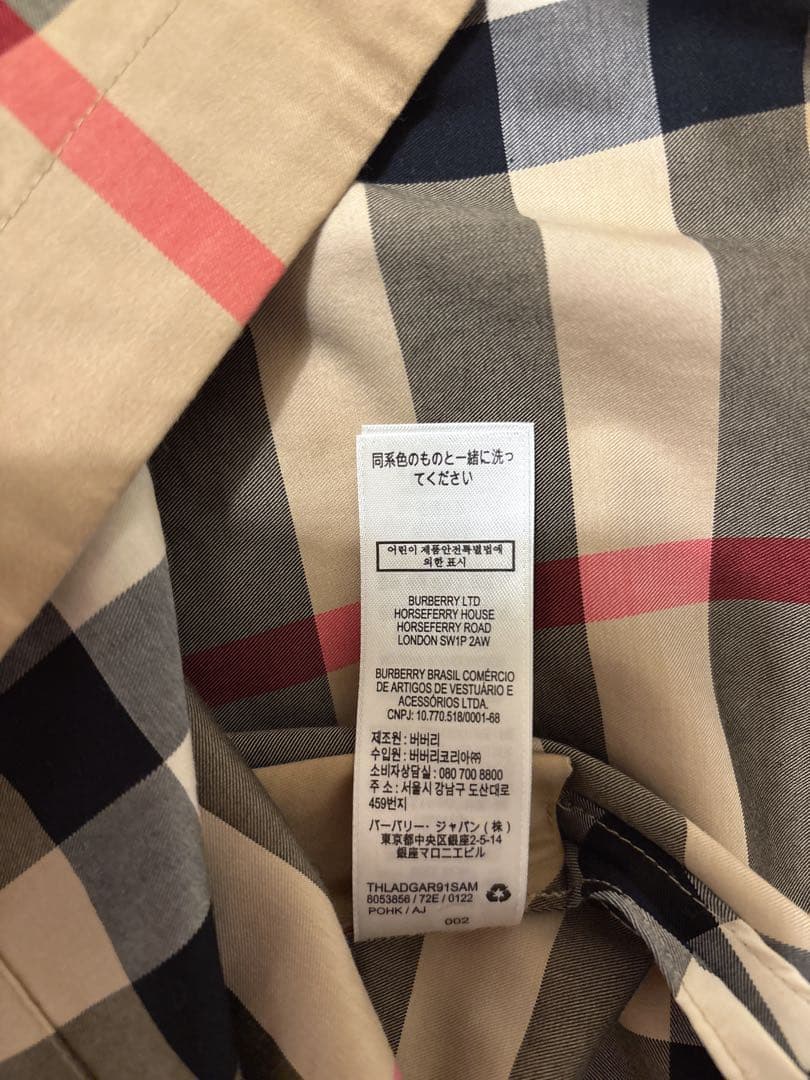 同系色のものと一緒に洗っ
てください
어린이 제품안전특별법에
의한 표시
BURBERRY LTD
HORSEFERRY HOUSE
HORSEFERRY ROAD
LONDON SW1P 2AW
BURBERRY BRASIL COMÉRCIO
DE ARTIGOS DE VESTUÁRIO E
ACESSÓRIOS LTDA.
CNPJ: 10.770.518/0001-68
제조원 : 버버리
수입원 : 버버리코리아㈜
소비자상담실 : 080 700 8800
주 소 : 서울시 강남구 도산대로
459번지
バーバリー・ジャパン(株)
東京都中央区銀座2-5-14
銀座マロニエビル
THLADGAR91SAM
8053856 / 72E / 0122
POHK / AJ
002